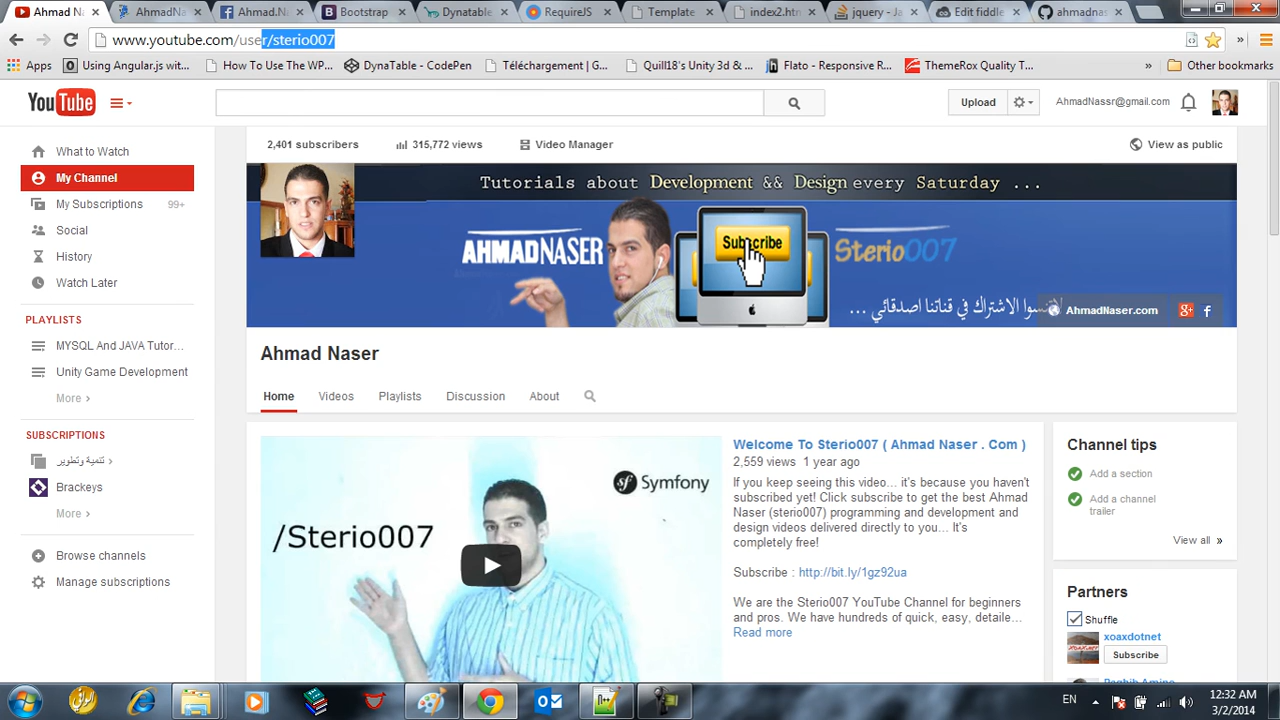 Ahmad N
AhmadNa
Ahmad.N
Bootstrap
Dynatable
RequireJS
Template
index2.htm
jquery - Ja
Edit fiddle
ahmadnas
www.youtube.com/user/sterio007
Apps
Using Angular.js wit...
How To Use The WP...
DynaTable - CodePen
Téléchargement | G...
Quill18's Unity 3d & ...
Flato - Responsive R...
ThemeRox Quality T...
»
Other bookmarks
YouTube
Upload
AhmadNassr@gmail.com
What to Watch
My Channel
My Subscriptions 99+
Social
History
Watch Later
PLAYLISTS
MYSQL And JAVA Tutor...
Unity Game Development
More ›
SUBSCRIPTIONS
تنمية وتطوير
Brackeys
More ›
Browse channels
Manage subscriptions
2,401 subscribers
315,772 views
Video Manager
View as public
Tutorials about Development && Design every Saturday ...
AHMADNASER
Subscribe
Sterio007
لاتنسوا الاشتراك في قناتنا اصدقائي ...
AhmadNaser.com
Ahmad Naser
Home Videos Playlists Discussion About
/Sterio007
Symfony
Welcome To Sterio007 ( Ahmad Naser . Com )
2,559 views 1 year ago
If you keep seeing this video... it's because you haven't
subscribed yet! Click subscribe to get the best Ahmad
Naser (sterio007) programming and development and
design videos delivered directly to you... It's
completely free!
Subscribe : http://bit.ly/1gz92ua
We are the Sterio007 YouTube Channel for beginners
and pros. We have hundreds of quick, easy, detaile...
Read more
Channel tips
Add a section
Add a channel
trailer
View all »
Partners
Shuffle
xoaxdotnet
Subscribe
EN
12:32 AM
3/2/2014